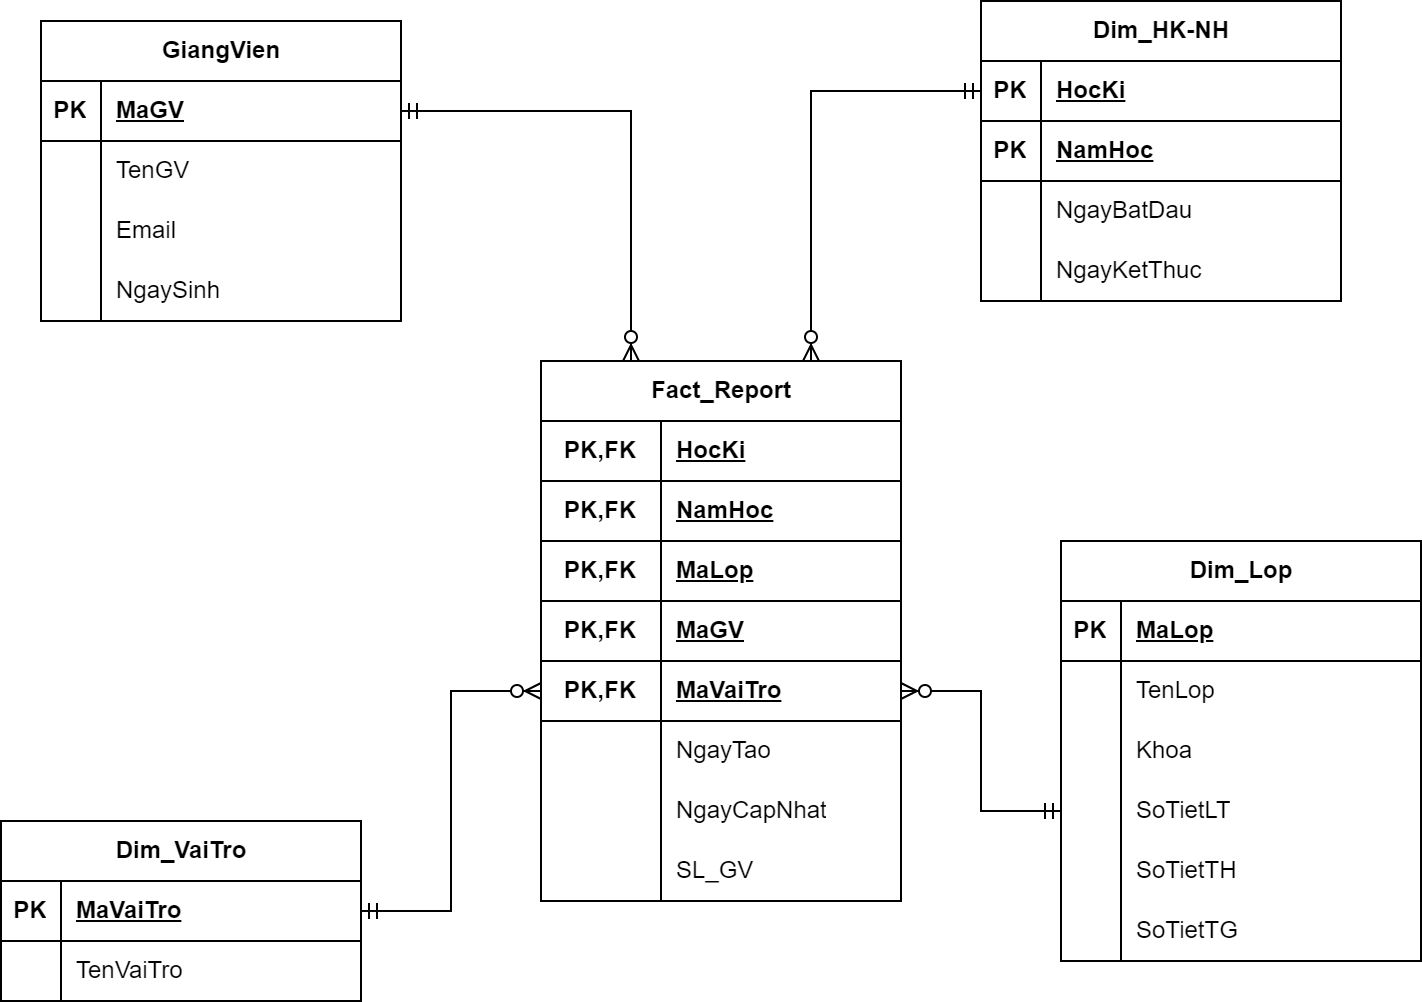 GiangVien
PK MaGV
TenGV
Email
NgaySinh
Dim_HK-NH
PK HocKi
PK NamHoc
NgayBatDau
NgayKetThuc
Fact_Report
PK,FK HocKi
PK,FK NamHoc
PK,FK MaLop
PK,FK MaGV
PK,FK MaVaiTro
NgayTao
NgayCapNhat
SL_GV
Dim_Lop
PK MaLop
TenLop
Khoa
SoTietLT
SoTietTH
SoTietTG
Dim_VaiTro
PK MaVaiTro
TenVaiTro